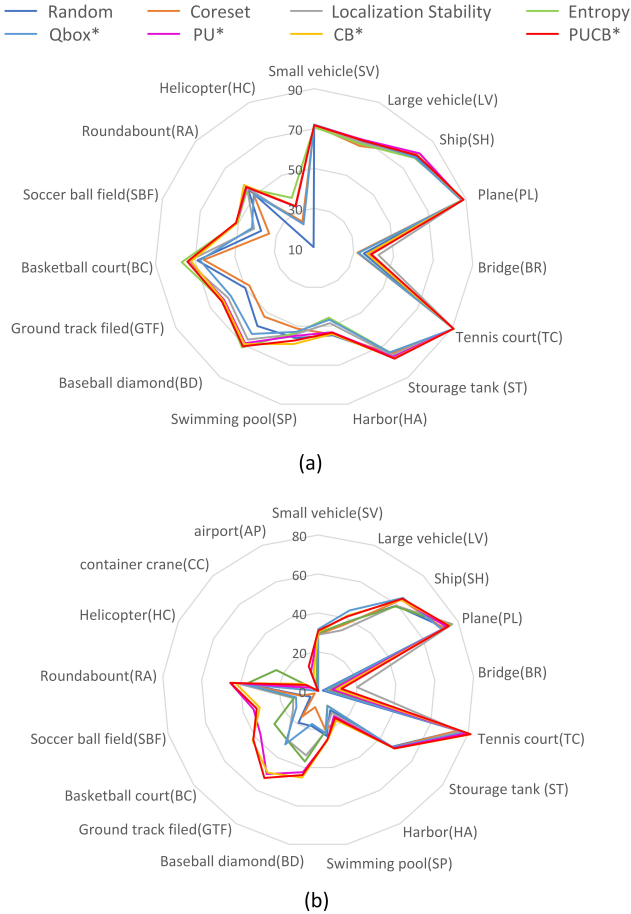 Random Coreset Localization Stability Entropy
Qbox* PU* CB* PUCB*
Small vehicle(SV)
90
Helicopter(HC)
Large vehicle(LV)
70
Roundabount(RA)
Ship(SH)
50
Soccer ball field(SBF)
Plane(PL)
30
10
Basketball court(BC)
Bridge(BR)
Ground track filed(GTF)
Tennis court(TC)
Baseball diamond(BD)
Stourage tank (ST)
Swimming pool(SP)
Harbor(HA)
(a)
Small vehicle(SV)
80
airport(AP)
Large vehicle(LV)
60
container crane(CC)
Ship(SH)
40
Helicopter(HC)
Plane(PL)
20
Roundabount(RA)
Bridge(BR)
0
Soccer ball field(SBF)
Tennis court(TC)
Basketball court(BC)
Stourage tank (ST)
Ground track filed(GTF)
Harbor(HA)
Baseball diamond(BD)
Swimming pool(SP)
(b)